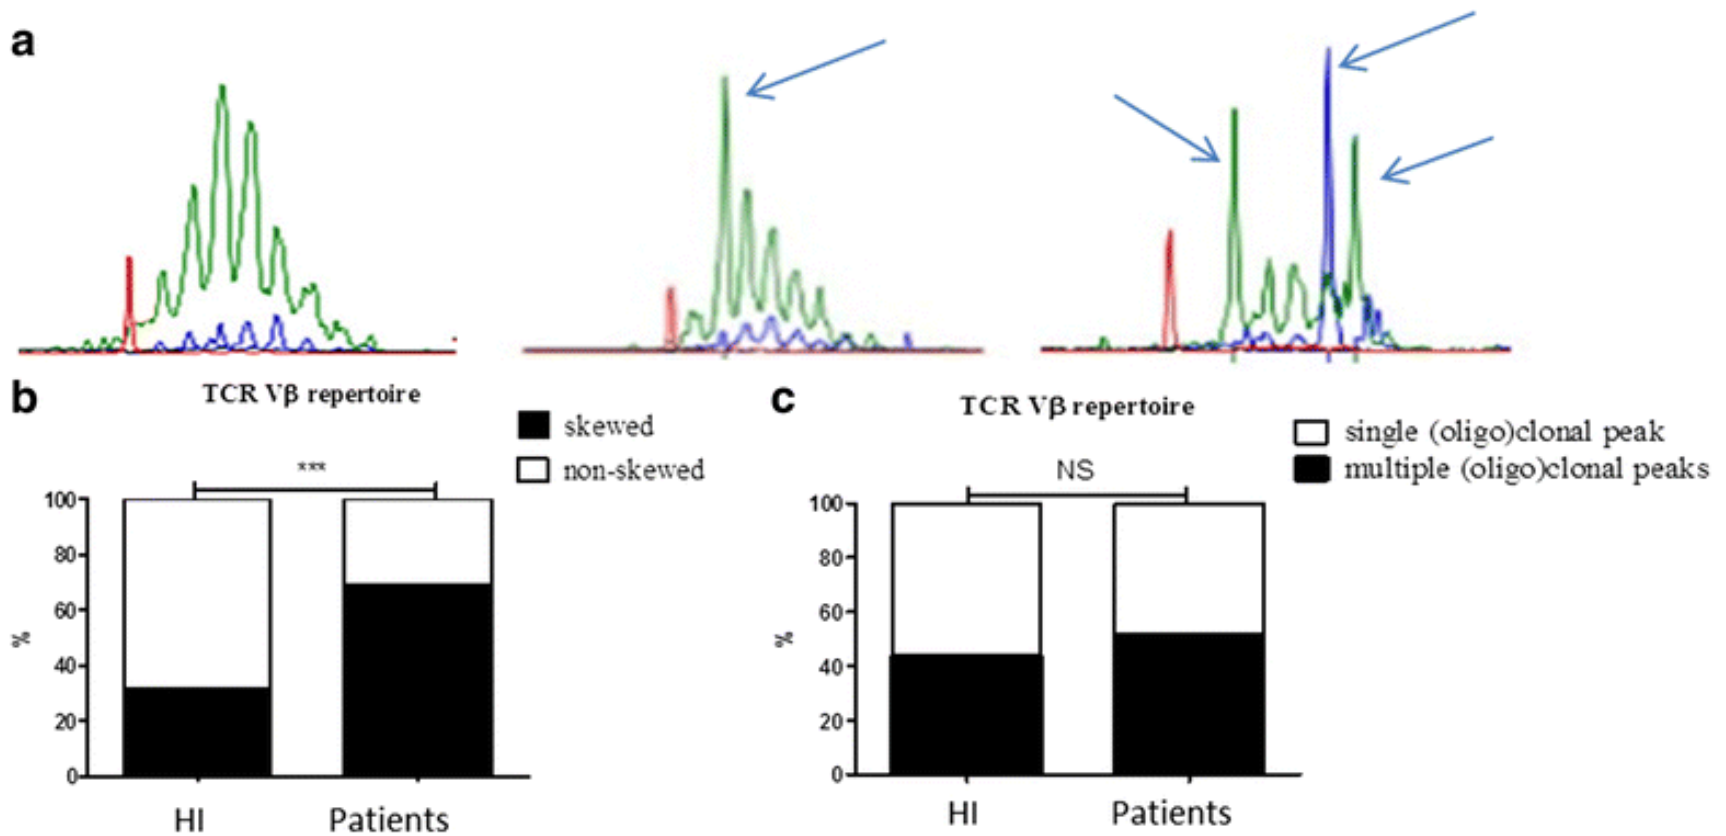 a
b
TCR Vβ repertoire
skewed
non-skewed
***
100
80
60
40
20
0
%
HI
Patients
c
TCR Vβ repertoire
single (oligo)clonal peak
multiple (oligo)clonal peaks
NS
100
80
60
40
20
0
%
HI
Patients